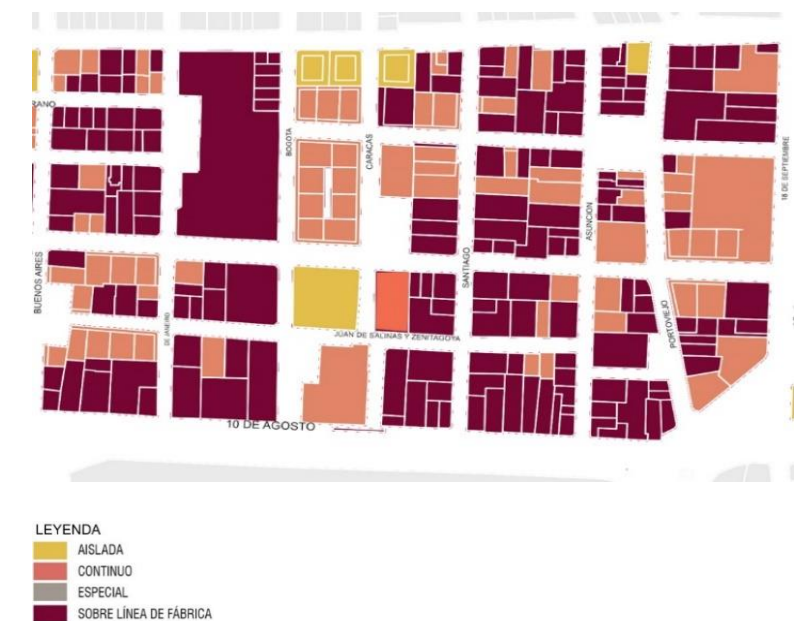 RANO
BOGOTA
CARACAS
18 DE SEPTIEMBRE
ASUNCION
BUENOS AIRES
SANTIAGO
DE JANEIRO
PORTOVIEJO
JUAN DE SALINAS Y ZENITAGOYA
10 DE AGOSTO
LEYENDA
AISLADA
CONTINUO
ESPECIAL
SOBRE LÍNEA DE FÁBRICA